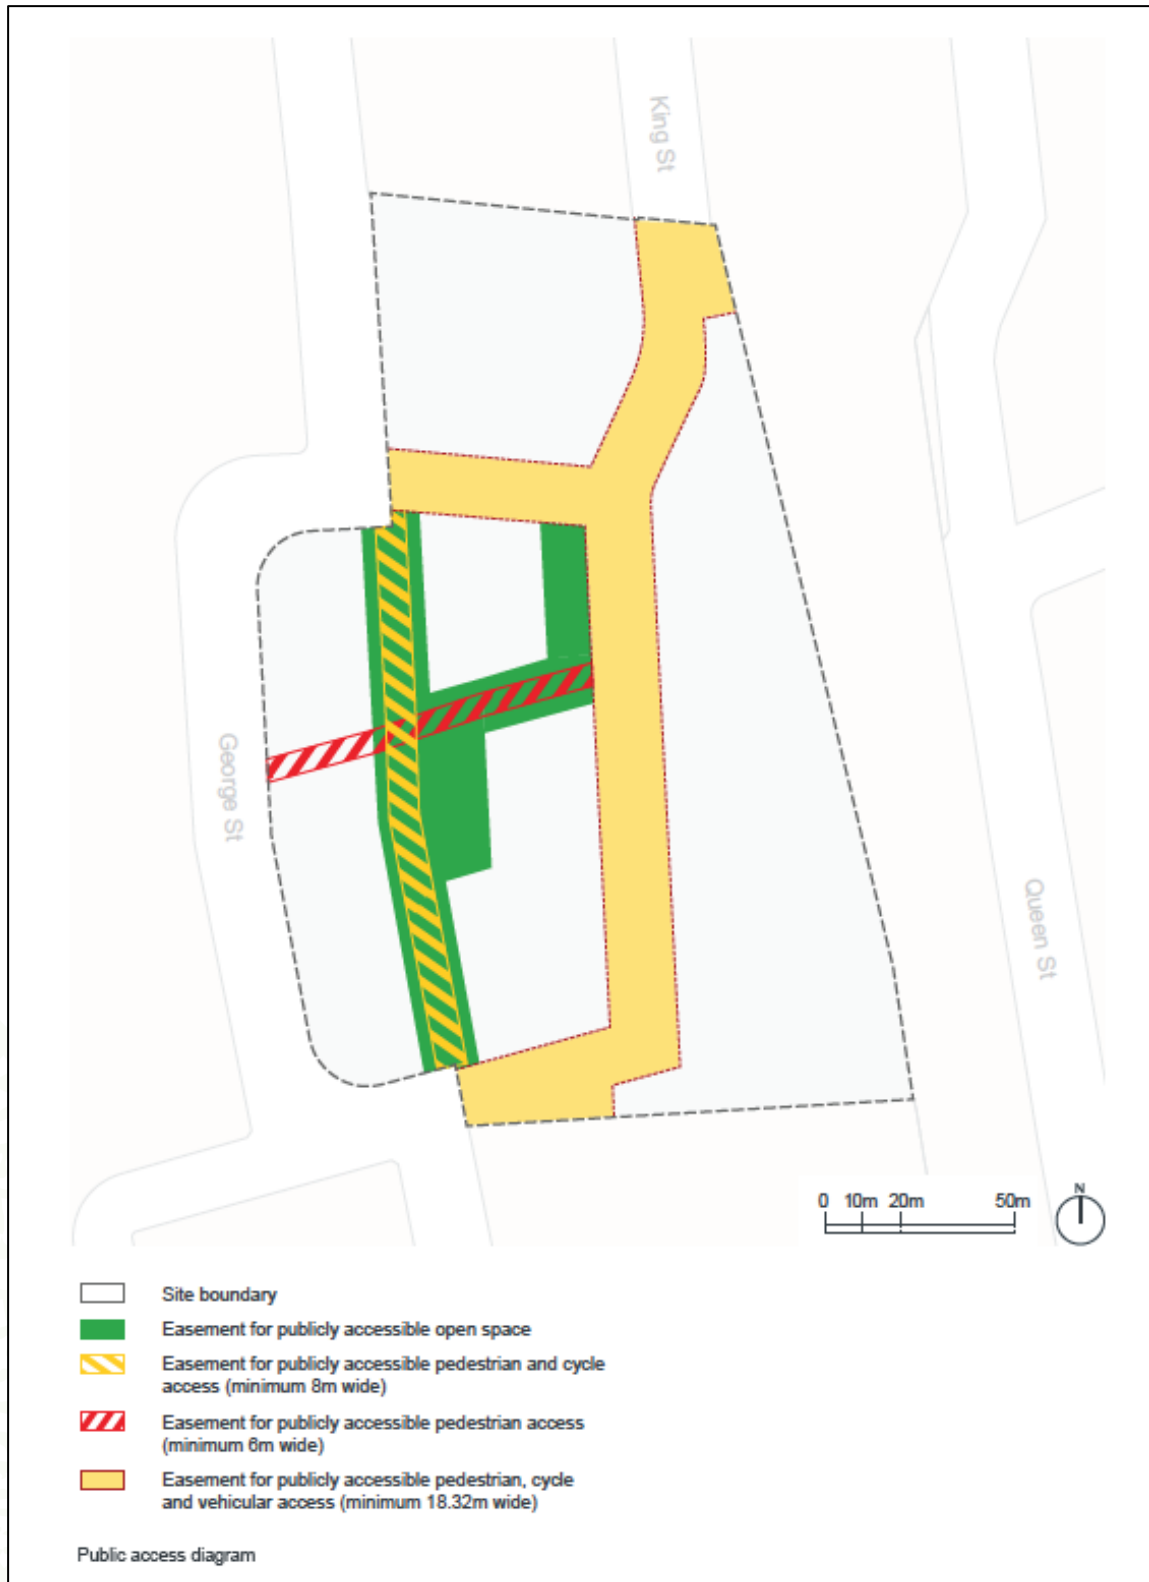 King St
George St
Queen St
0 10m 20m 50m
N
Site boundary
Easement for publicly accessible open space
Easement for publicly accessible pedestrian and cycle
access (minimum 8m wide)
Easement for publicly accessible pedestrian access
(minimum 6m wide)
Easement for publicly accessible pedestrian, cycle
and vehicular access (minimum 18.32m wide)
Public access diagram